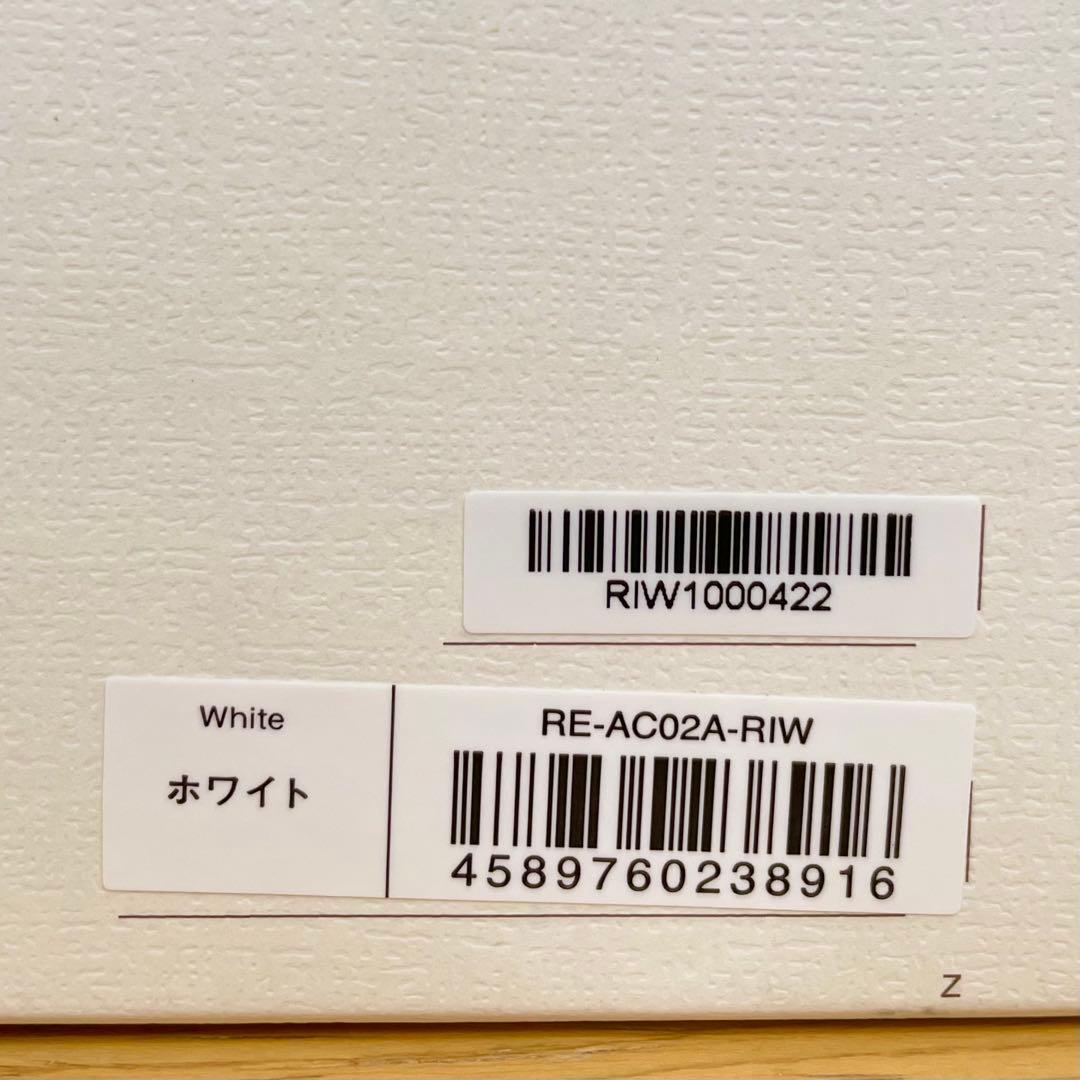 RIW1000422
White
ホワイト
RE-AC02A-RIW
4589760238916
Z